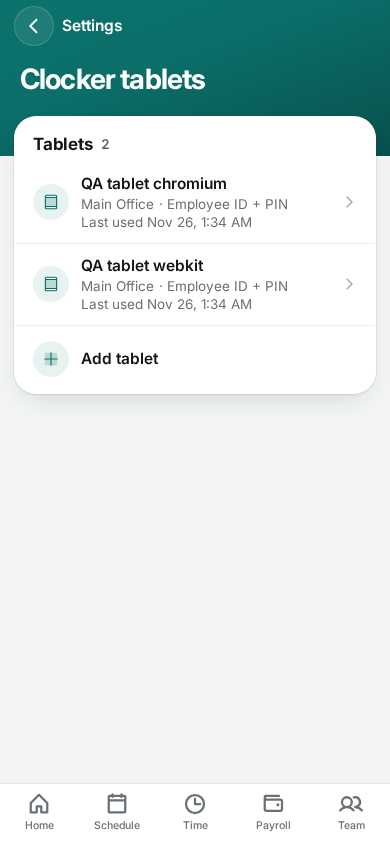 Settings
Clocker tablets
Tablets 2
QA tablet chromium
Main Office · Employee ID + PIN
Last used Nov 26, 1:34 AM
QA tablet webkit
Main Office · Employee ID + PIN
Last used Nov 26, 1:34 AM
Add tablet
Home Schedule Time Payroll Team